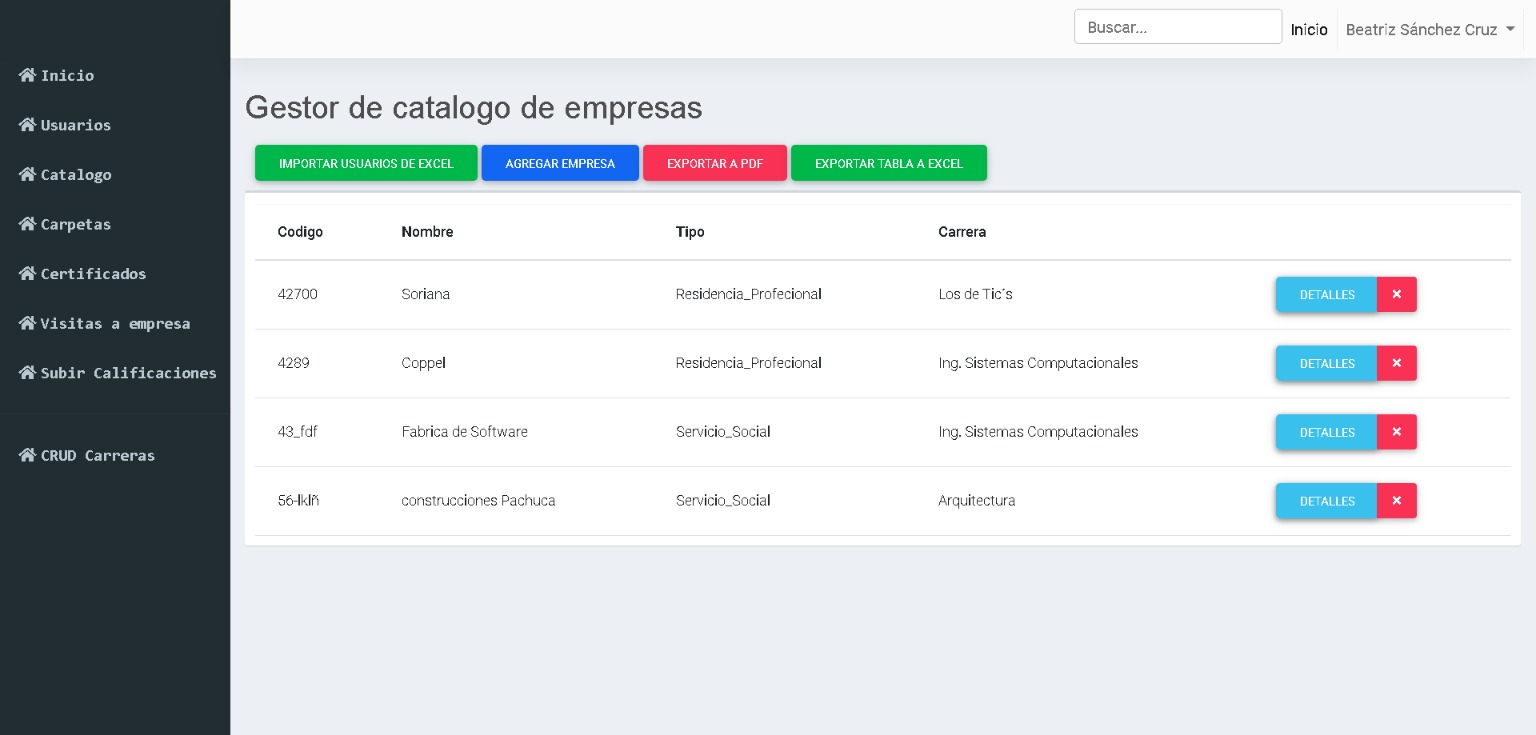 Buscar...
Inicio
Beatriz Sánchez Cruz
Inicio
Usuarios
Catalogo
Carpetas
Certificados
Visitas a empresa
Subir Calificaciones
CRUD Carreras
Gestor de catalogo de empresas
IMPORTAR USUARIOS DE EXCEL AGREGAR EMPRESA EXPORTAR A PDF EXPORTAR TABLA A EXCEL
Codigo Nombre Tipo Carrera
42700 Soriana Residencia_Profecional Los de Tic´s DETALLES
4289 Coppel Residencia_Profecional Ing. Sistemas Computacionales DETALLES
43_fdf Fabrica de Software Servicio_Social Ing. Sistemas Computacionales DETALLES
56-lklñ construcciones Pachuca Servicio_Social Arquitectura DETALLES